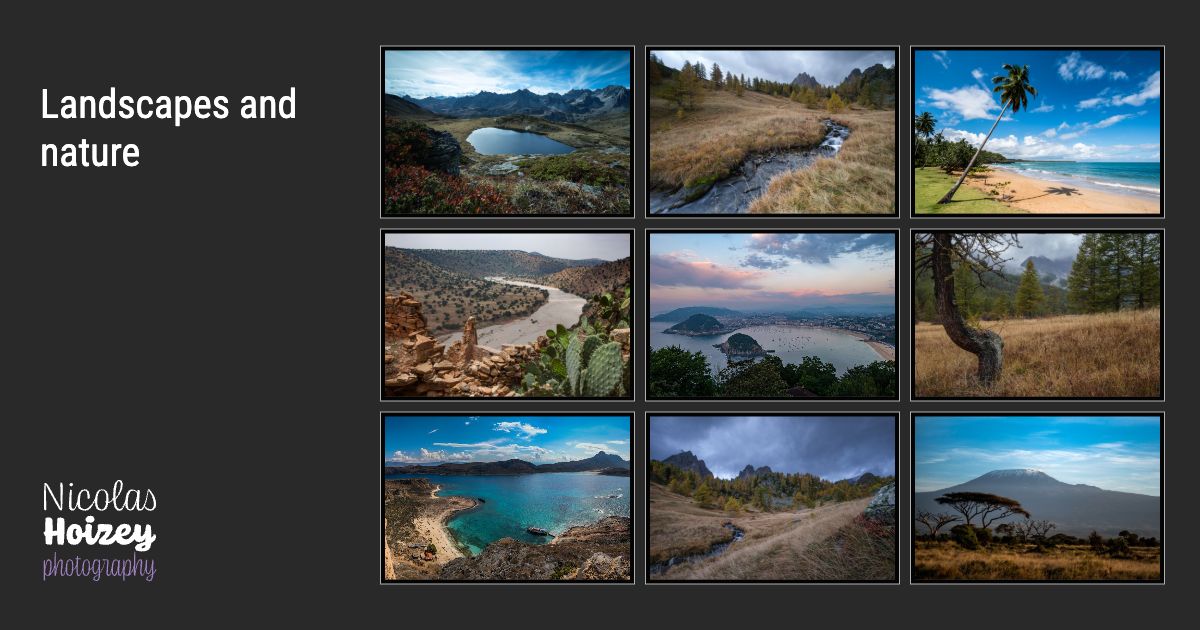 Landscapes and
nature
Nicolas
Hoizey
photography